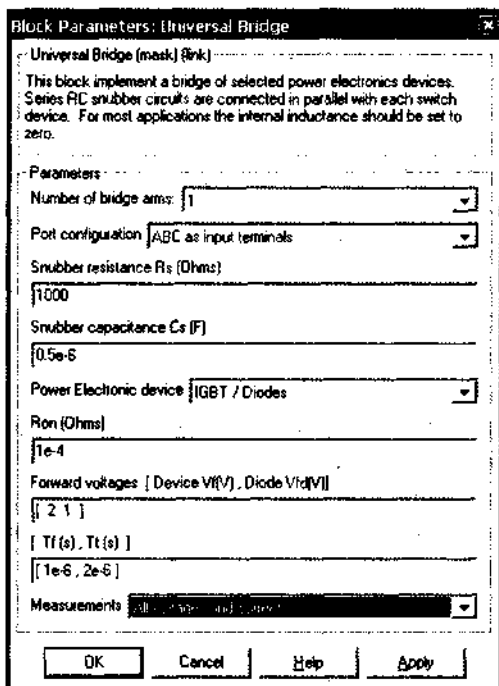 Block Parameters: Universal Bridge
Universal Bridge (mask) (link)
This block implement a bridge of selected power electronics devices.
Series RC snubber circuits are connected in parallel with each switch
device. For most applications the internal inductance should be set to
zero.
Parameters
Number of bridge arms: 1
Port configuration ABC as input terminals
Snubber resistance Rs (Ohms)
1000
Snubber capacitance Cs (F)
0.5e-6
Power Electronic device IGBT / Diodes
Ron (Ohms)
1e-4
Forward voltages [ Device Vf(V) , Diode Vfd(V)]
[ 2 1 ]
[ Tf (s) , Tt (s) ]
[ 1e-6 , 2e-6 ]
Measurements All
OK Cancel Help Apply